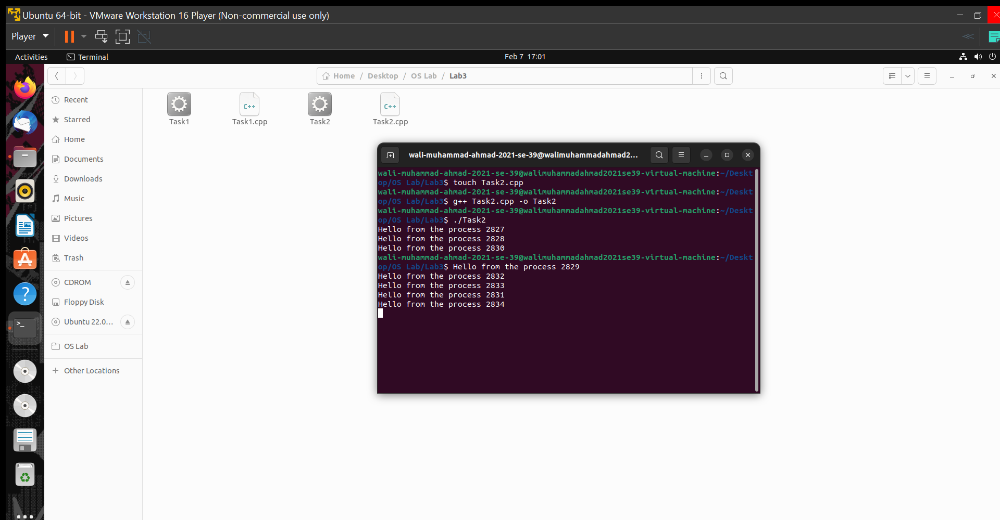 Ubuntu 64-bit - VMware Workstation 16 Player (Non-commercial use only)
Player
Activities
Terminal
Feb 7 17:01
Home / Desktop / OS Lab / Lab3
Recent
Starred
Home
Documents
Downloads
Music
Pictures
Videos
Trash
CDROM
Floppy Disk
Ubuntu 22.0...
OS Lab
Other Locations
Task1
C++
Task1.cpp
Task2
C++
Task2.cpp
wali-muhammad-ahmad-2021-se-39@walimuhammadahmad2...
wali-muhammad-ahmad-2021-se-39@walimuhammadahmad2021se39-virtual-machine:~/Deskt
op/OS Lab/Lab3$ touch Task2.cpp
wali-muhammad-ahmad-2021-se-39@walimuhammadahmad2021se39-virtual-machine:~/Deskt
op/OS Lab/Lab3$ g++ Task2.cpp -o Task2
wali-muhammad-ahmad-2021-se-39@walimuhammadahmad2021se39-virtual-machine:~/Deskt
op/OS Lab/Lab3$ ./Task2
Hello from the process 2827
Hello from the process 2828
Hello from the process 2830
wali-muhammad-ahmad-2021-se-39@walimuhammadahmad2021se39-virtual-machine:~/Deskt
op/OS Lab/Lab3$ Hello from the process 2829
Hello from the process 2832
Hello from the process 2833
Hello from the process 2831
Hello from the process 2834